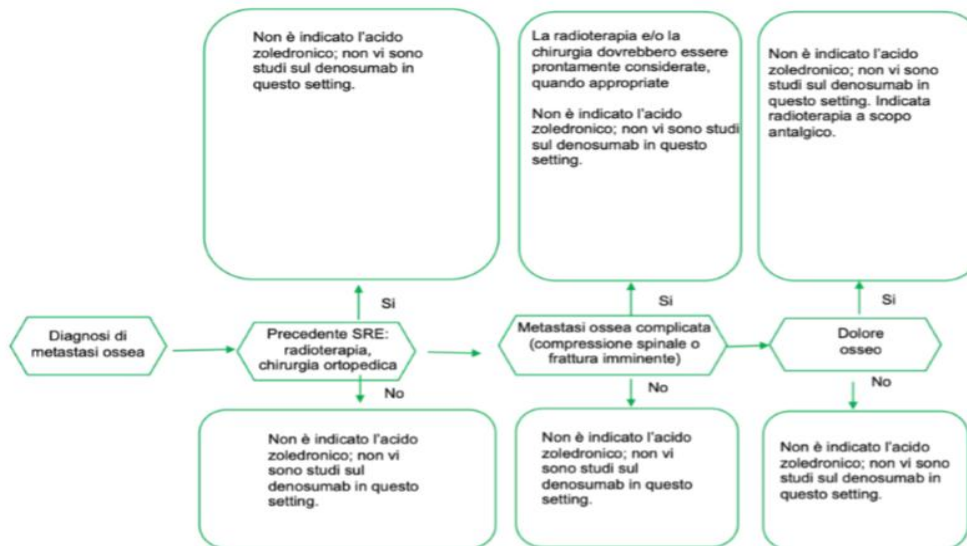 Non è indicato l'acido
zoledronico; non vi sono
studi sul denosumab in
questo setting.
La radioterapia e/o la
chirurgia dovrebbero essere
prontamente considerate,
quando appropriate
Non è indicato l'acido
zoledronico; non vi sono studi
sul denosumab in questo
setting.
Non è indicato l'acido
zoledronico; non vi sono
studi sul denosumab in
questo setting. Indicata
radioterapia a scopo
antalgico.
Si
Si
Si
Diagnosi di
metastasi ossea
Precedente SRE:
radioterapia,
chirurgia ortopedica
Metastasi ossea complicata
(compressione spinale o
frattura imminente)
Dolore
osseo
No
No
No
Non è indicato l'acido
zoledronico; non vi
sono studi sul
denosumab in questo
setting.
Non è indicato l'acido
zoledronico; non vi
sono studi sul
denosumab in questo
setting.
Non è indicato l'acido
zoledronico; non vi sono
studi sul denosumab in
questo setting.